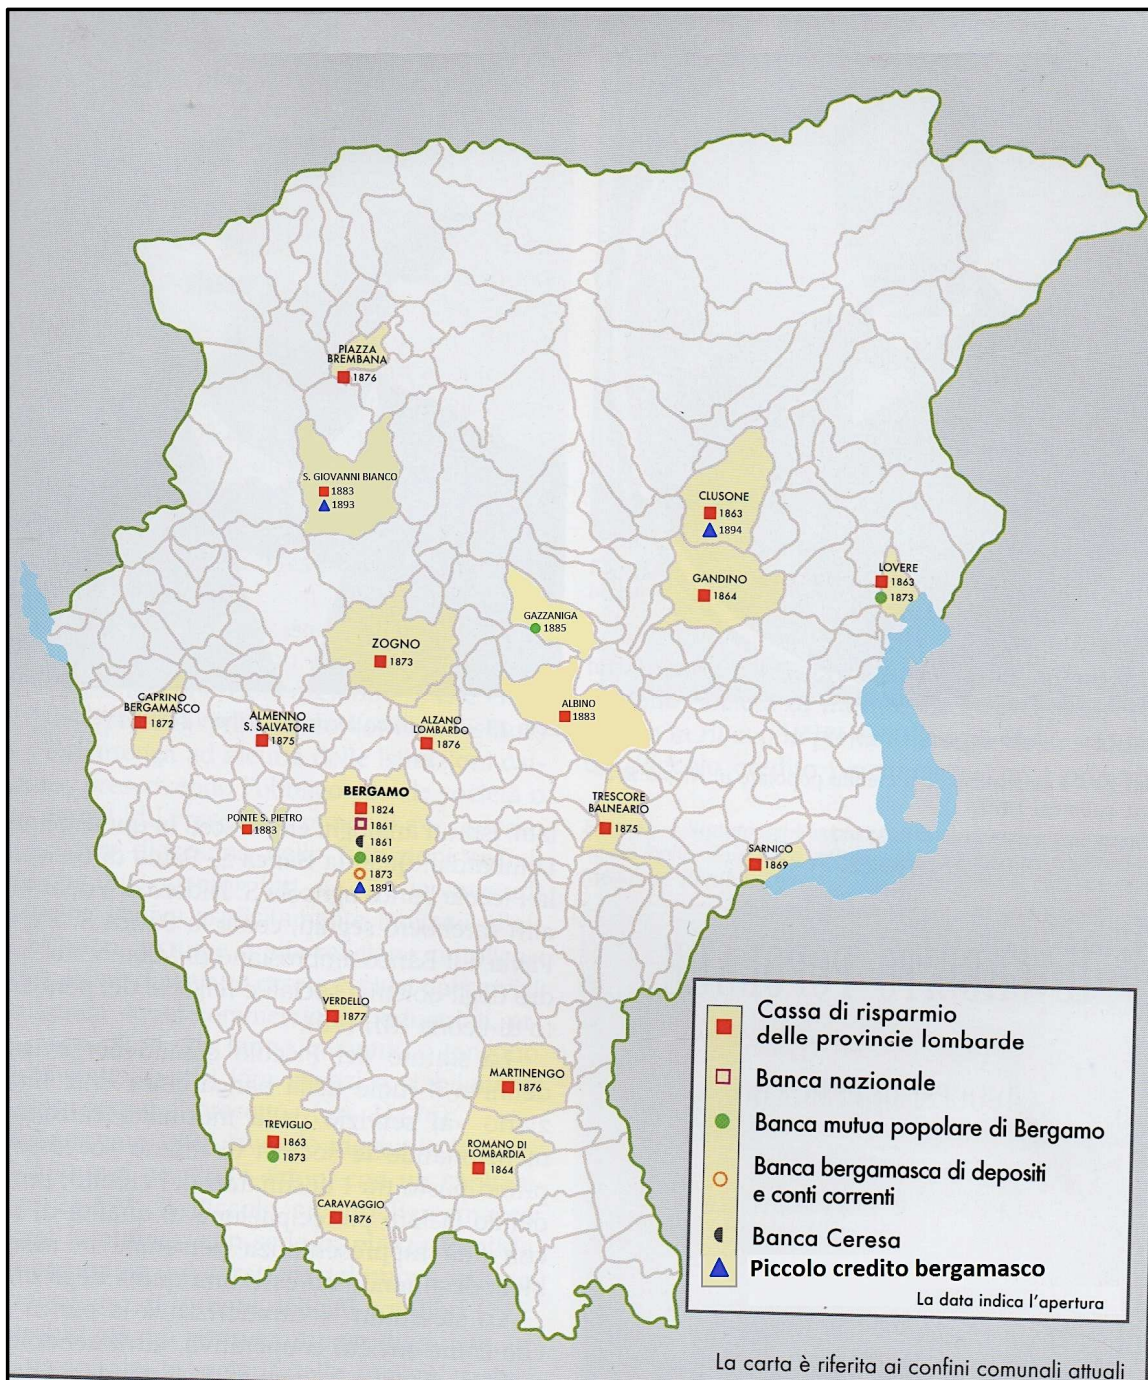 PIAZZA
BREMBANA
1876
S. GIOVANNI BIANCO
1883
1893
CLUSONE
1863
1894
LOVERE
1863
1873
GANDINO
1864
GAZZANIGA
1885
ZOGNO
1873
CAPRINO
BERGAMASCO
1872
ALMENNO
S. SALVATORE
1875
ALZANO
LOMBARDO
1876
ALBINO
1883
BERGAMO
1824
1861
1861
1869
1873
1891
PONTE S. PIETRO
1883
TRESCORE
BALNEARIO
1875
SARNICO
1869
VERDELLO
1877
MARTINENGO
1876
TREVIGLIO
1863
1873
ROMANO DI
LOMBARDIA
1864
CARAVAGGIO
1876
Cassa di risparmio
delle provincie lombarde
Banca nazionale
Banca mutua popolare di Bergamo
Banca bergamasca di depositi
e conti correnti
Banca Ceresa
Piccolo credito bergamasco
La data indica l'apertura
La carta è riferita ai confini comunali attuali